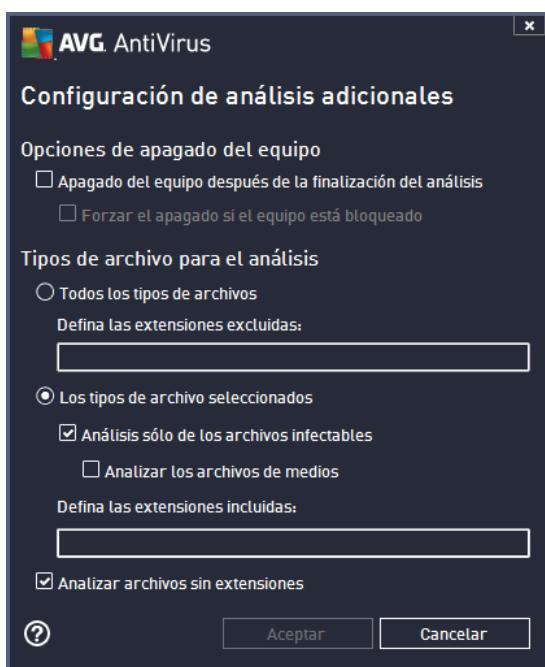 x
AVG. AntiVirus
Configuración de análisis adicionales
Opciones de apagado del equipo
Apagado del equipo después de la finalización del análisis
Forzar el apagado si el equipo está bloqueado
Tipos de archivo para el análisis
Todos los tipos de archivos
Defina las extensiones excluidas:
Los tipos de archivo seleccionados
Análisis sólo de los archivos infectables
Analizar los archivos de medios
Defina las extensiones incluidas:
Analizar archivos sin extensiones
?
Aceptar
Cancelar